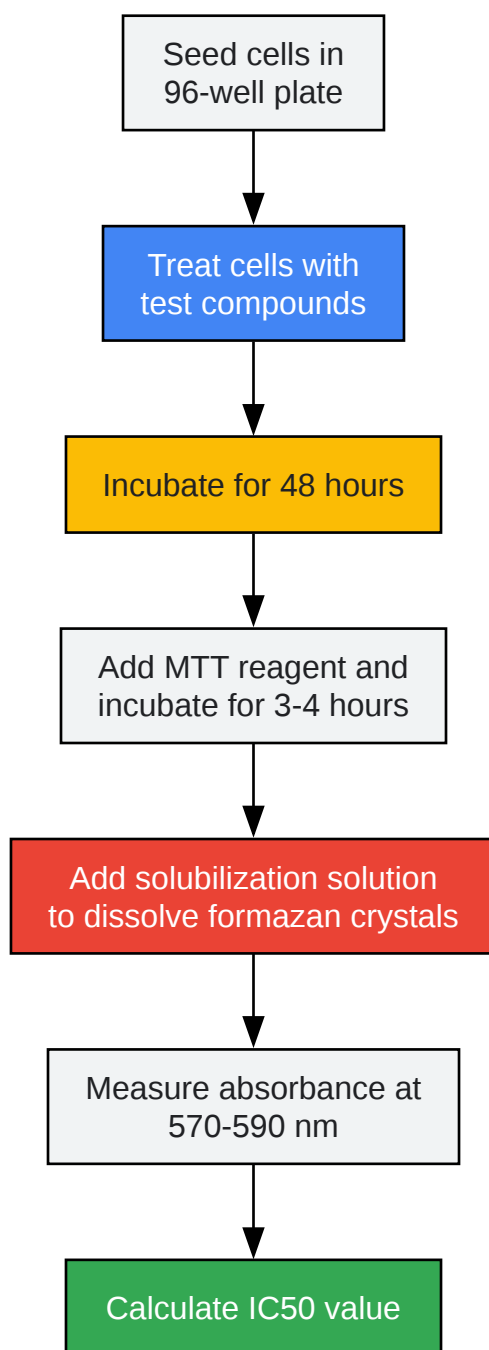 Seed cells in
96-well plate
Treat cells with
test compounds
Incubate for 48 hours
Add MTT reagent and
incubate for 3-4 hours
Add solubilization solution
to dissolve formazan crystals
Measure absorbance at
570-590 nm
Calculate IC50 value